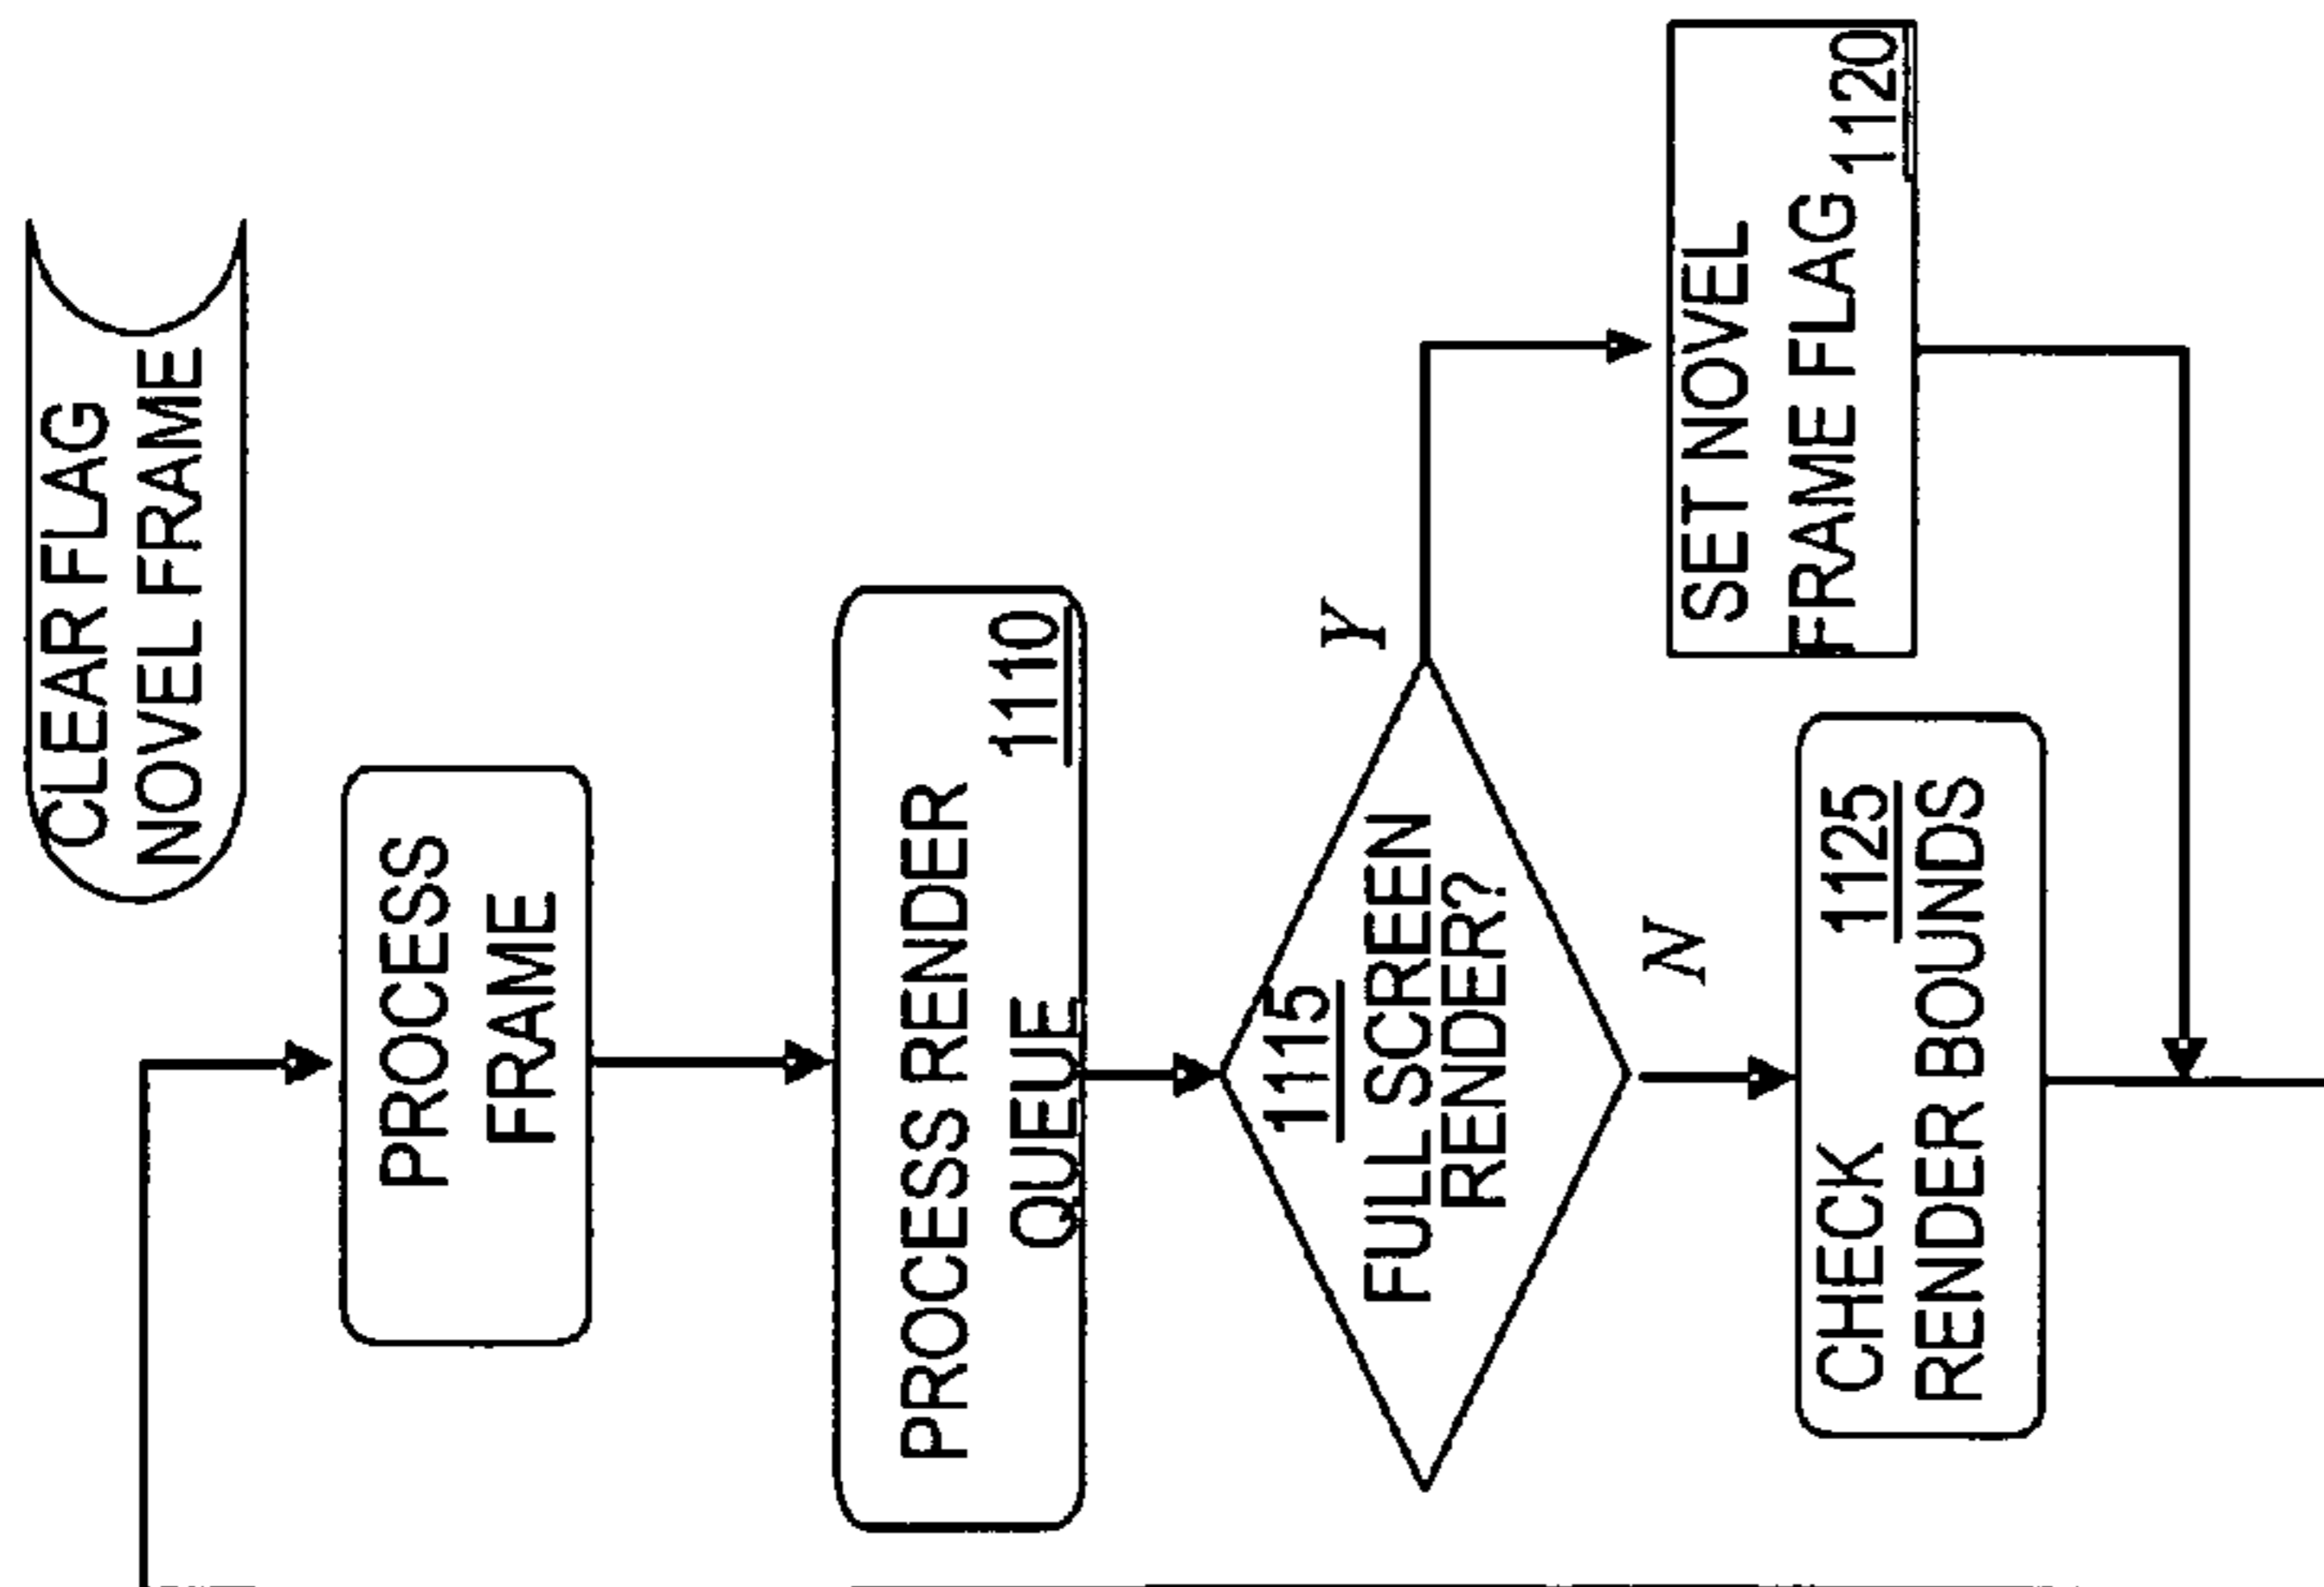 CLEAR FLAG
NOVEL FRAME
PROCESS
FRAME
PROCESS RENDER
1110
QUEUE
1115
FULL SCREEN
RENDER?
Y
N
SET NOVEL
FRAME FLAG
1120
CHECK 1125
RENDER BOUNDS